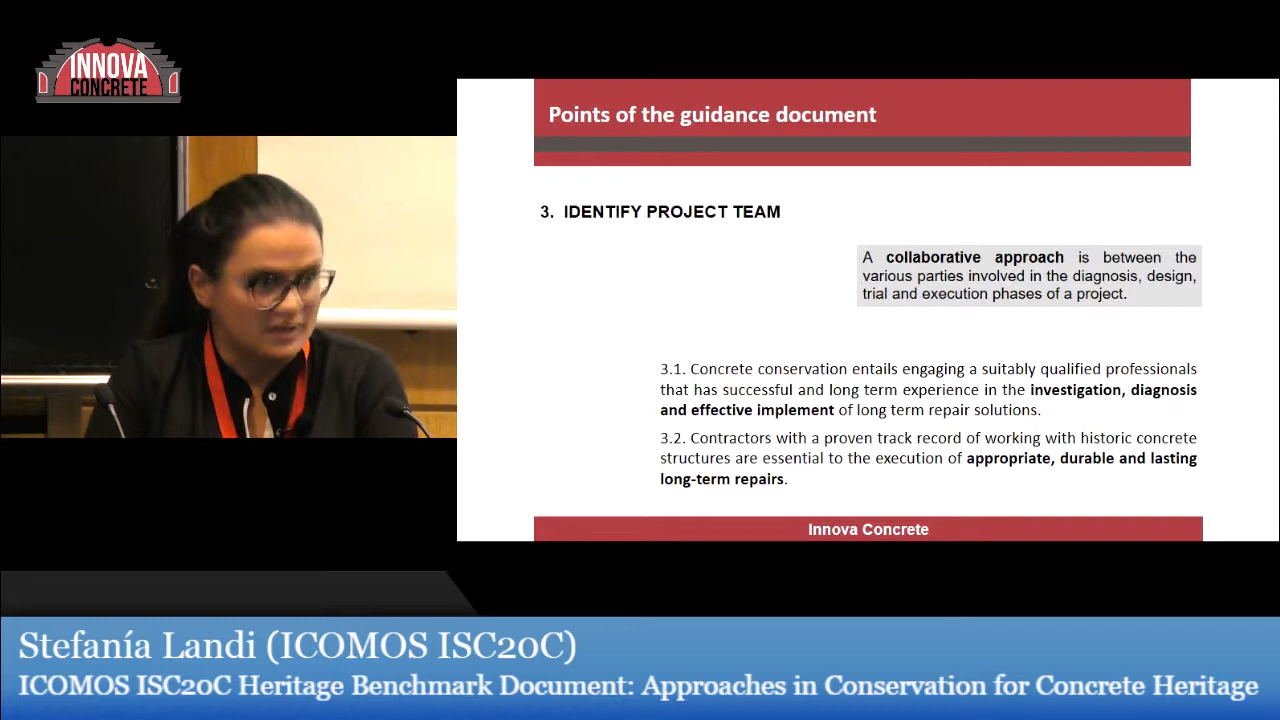 INNOVA
CONCRETE
Points of the guidance document
3. IDENTIFY PROJECT TEAM
A collaborative approach is between the
various parties involved in the diagnosis, design,
trial and execution phases of a project.
3.1. Concrete conservation entails engaging a suitably qualified professionals
that has successful and long term experience in the investigation, diagnosis
and effective implement of long term repair solutions.
3.2. Contractors with a proven track record of working with historic concrete
structures are essential to the execution of appropriate, durable and lasting
long-term repairs.
Innova Concrete
Stefanía Landi (ICOMOS ISC20C)
ICOMOS ISC20C Heritage Benchmark Document: Approaches in Conservation for Concrete Heritage